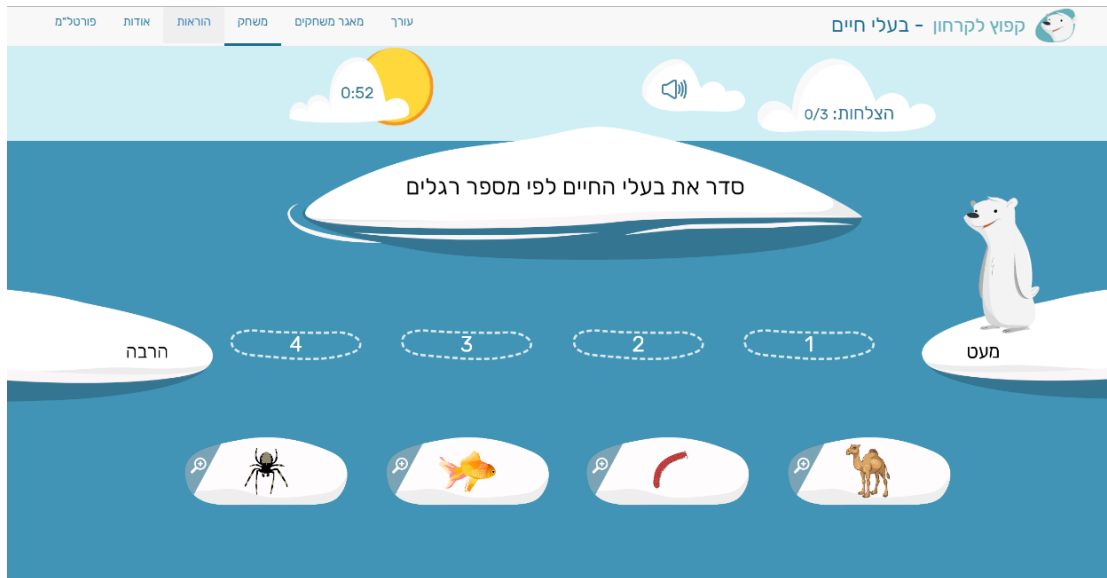 קפוץ לקרחון - בעלי חיים
עורך
מאגר משחקים
משחק
הוראות
אודות
פורטל"מ
הצלחות: 0/3
0:52
סדר את בעלי החיים לפי מספר רגלים
מעט
1
2
3
4
הרבה